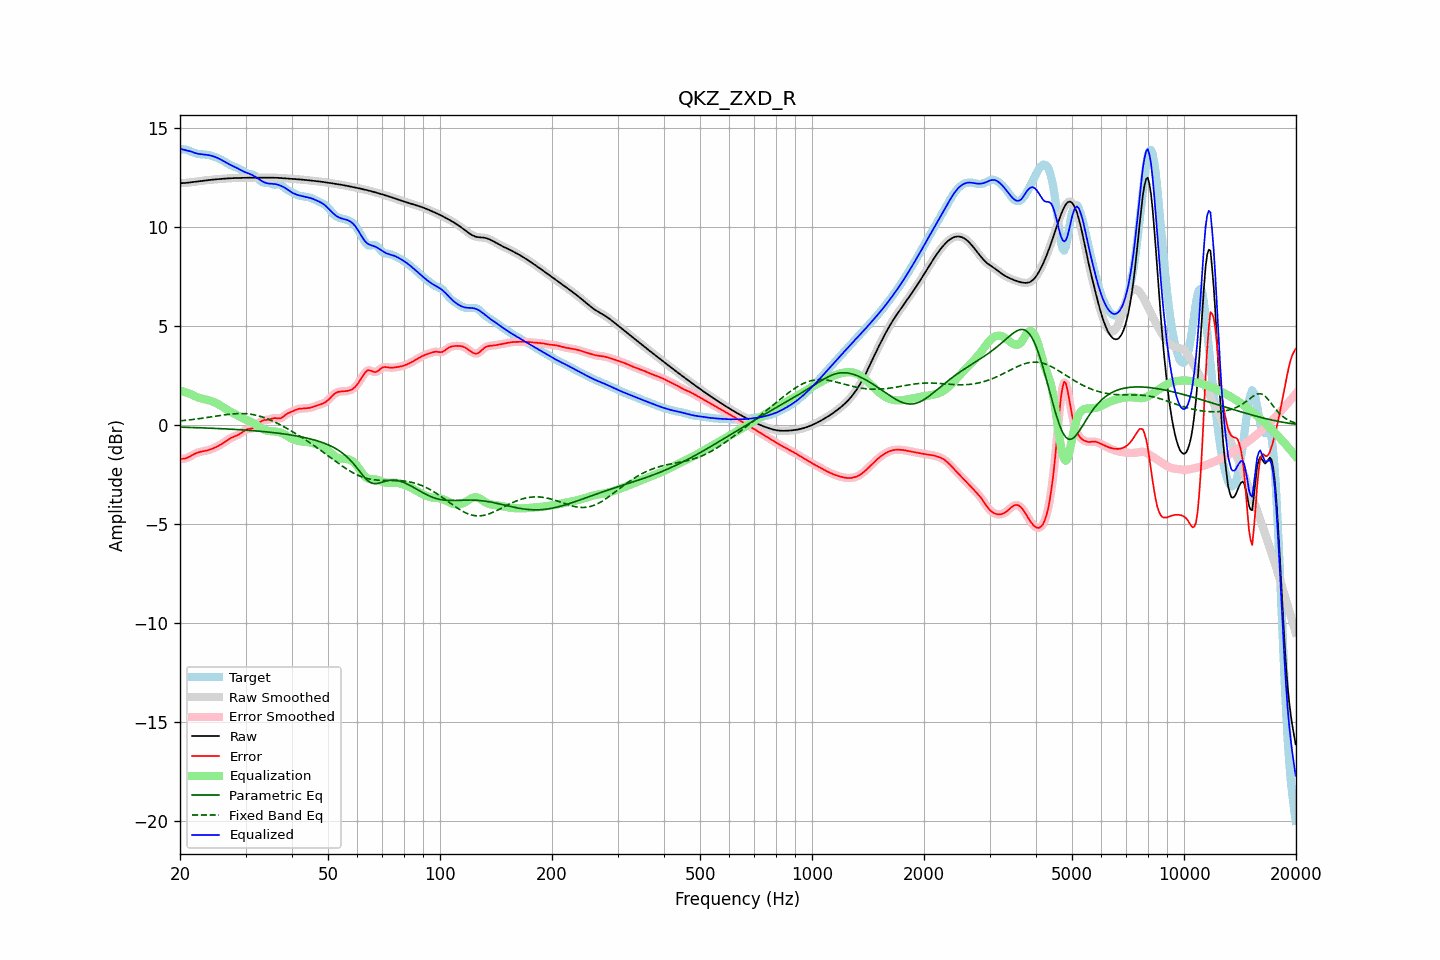 QKZ_ZXD_R
Amplitude (dBr)
15
10
5
0
−5
−10
−15
−20
Target
Raw Smoothed
Error Smoothed
Raw
Error
Equalization
Parametric Eq
Fixed Band Eq
Equalized
20 50 100 200 500 1000 2000 5000 10000 20000
Frequency (Hz)